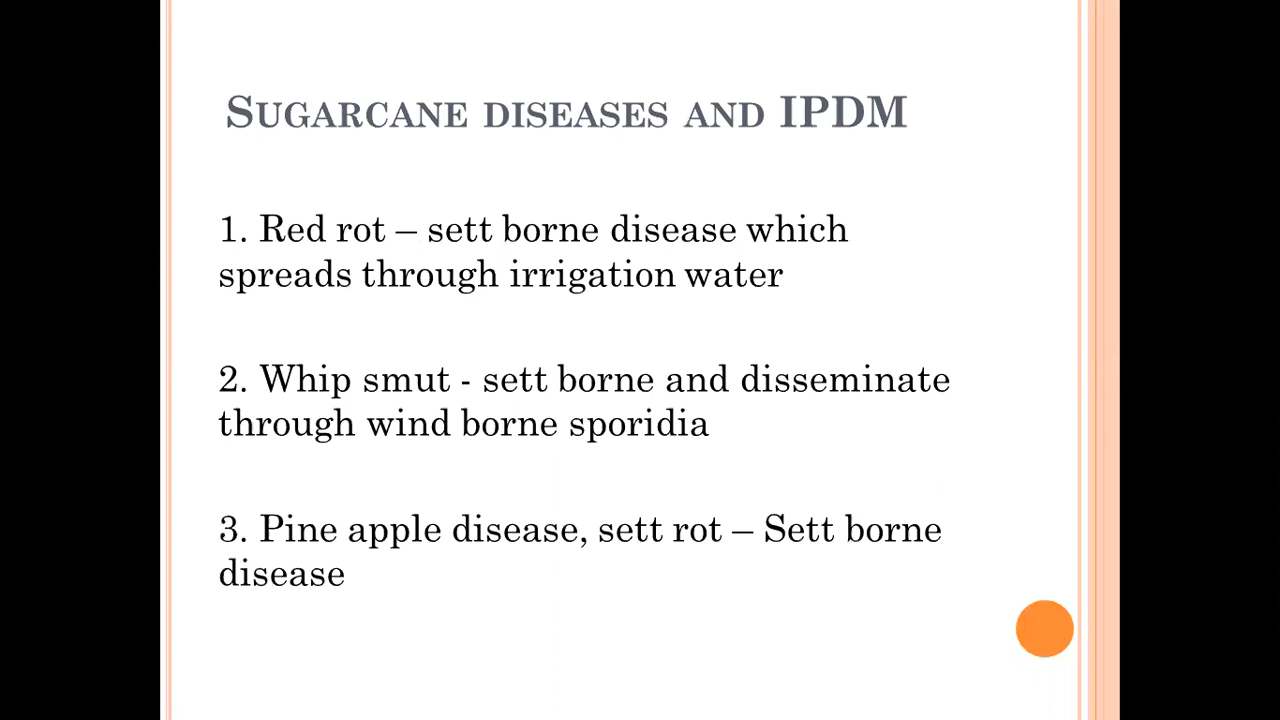 Sugarcane diseases and IPDM
1. Red rot – sett borne disease which
spreads through irrigation water
2. Whip smut - sett borne and disseminate
through wind borne sporidia
3. Pine apple disease, sett rot – Sett borne
disease